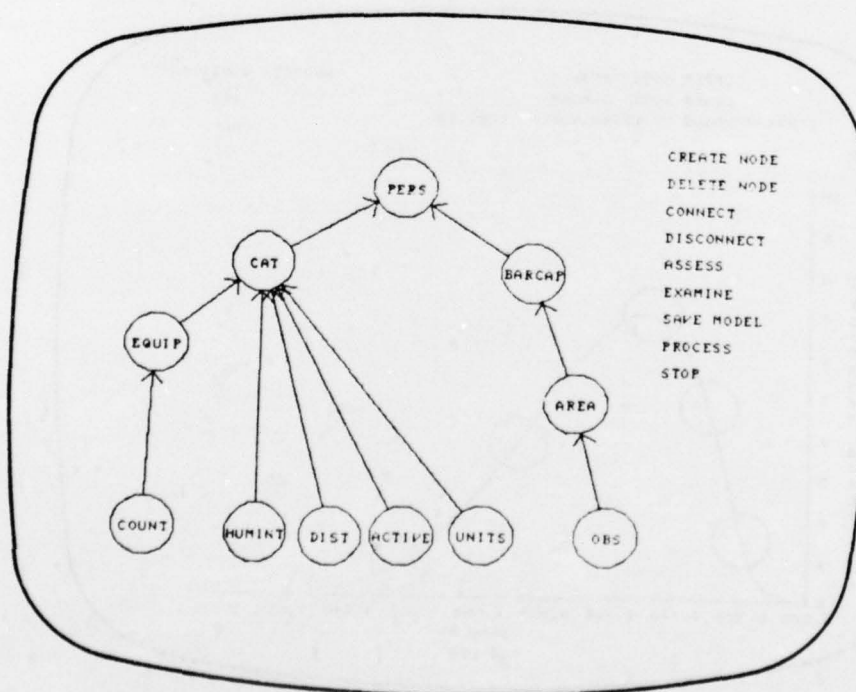 PERS
CAT
BARCAP
EQUIP
AREA
COUNT
HUMINT
DIST
ACTIVE
UNITS
OBS
CREATE NODE
DELETE NODE
CONNECT
DISCONNECT
ASSESS
EXAMINE
SAVE MODEL
PROCESS
STOP